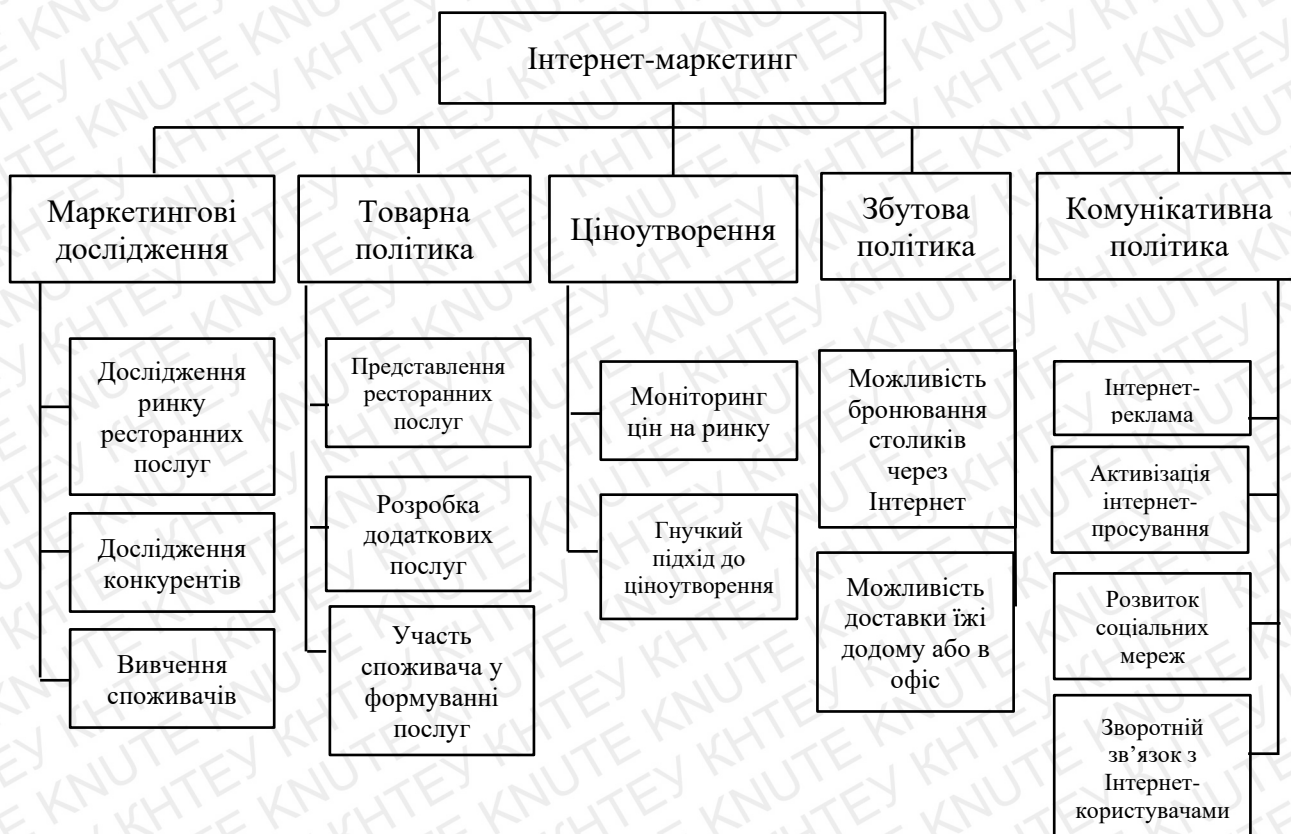 Інтернет-маркетинг
Маркетингові
дослідження
Товарна
політика
Ціноутворення
Збутова
політика
Комунікативна
політика
Дослідження
ринку
ресторанних
послуг
Дослідження
конкурентів
Вивчення
споживачів
Представлення
ресторанних
послуг
Розробка
додаткових
послуг
Участь
споживача у
формуванні
послуг
Моніторинг
цін на ринку
Гнучкий
підхід до
ціноутворення
Можливість
бронювання
столиків
через
Інтернет
Можливість
доставки їжі
додому або в
офіс
Інтернет-
реклама
Активізація
інтернет-
просування
Розвиток
соціальних
мереж
Зворотній
зв’язок з
Інтернет-
користувачами
KNUTE КНТЕУ